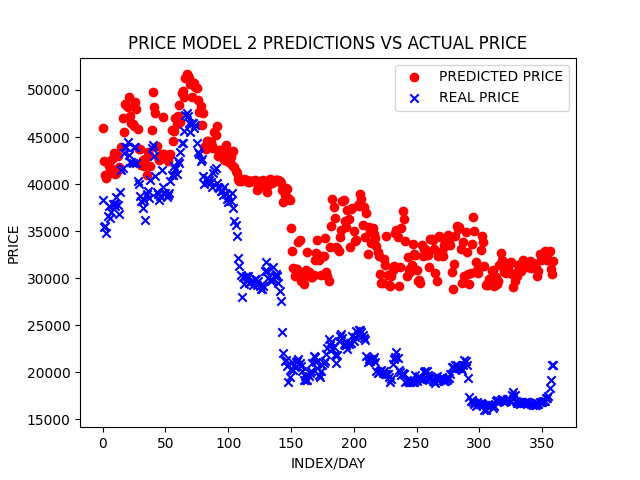 PRICE MODEL 2 PREDICTIONS VS ACTUAL PRICE
PREDICTED PRICE
REAL PRICE
50000
45000
40000
35000
30000
25000
20000
15000
PRICE
0 50 100 150 200 250 300 350
INDEX/DAY